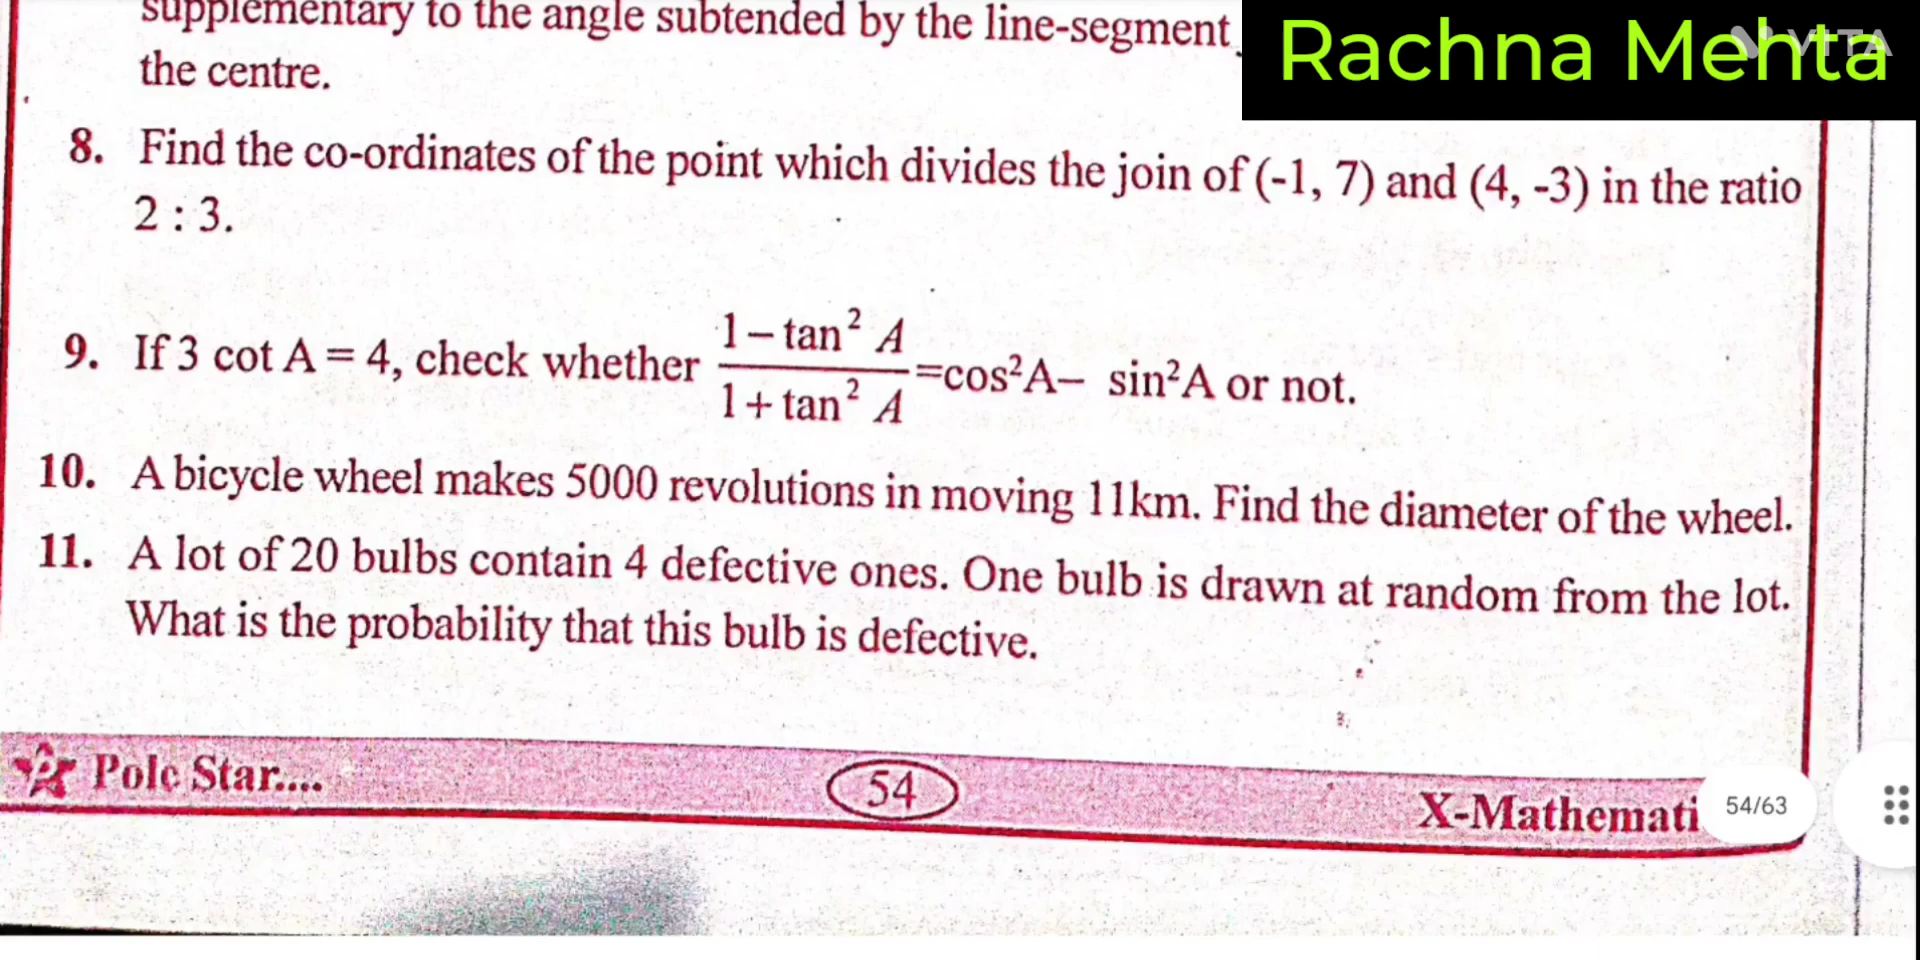 supplementary to the angle subtended by the line-segment
the centre.
Rachna Mehta
VITA
8. Find the co-ordinates of the point which divides the join of (-1, 7) and (4, -3) in the ratio
2 : 3.
9. If 3 cot A = 4, check whether \frac{1 - tan² A}{1 + tan² A} =cos²A– sin²A or not.
10. A bicycle wheel makes 5000 revolutions in moving 11km. Find the diameter of the wheel.
11. A lot of 20 bulbs contain 4 defective ones. One bulb is drawn at random from the lot.
What is the probability that this bulb is defective.
Pole Star....
54
X-Mathemati
54/63